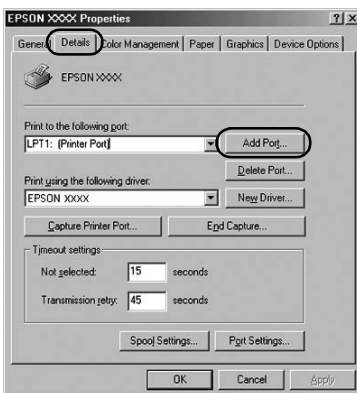 EPSON XXXX Properties
General Details Color Management Paper Graphics Device Options
EPSON XXXX
Print to the following port:
LPT1: (Printer Port) Add Port...
Delete Port...
Print using the following driver:
EPSON XXXX New Driver...
Capture Printer Port... End Capture...
Timeout settings
Not selected: 15 seconds
Transmission retry: 45 seconds
Spool Settings... Port Settings...
OK Cancel Apply